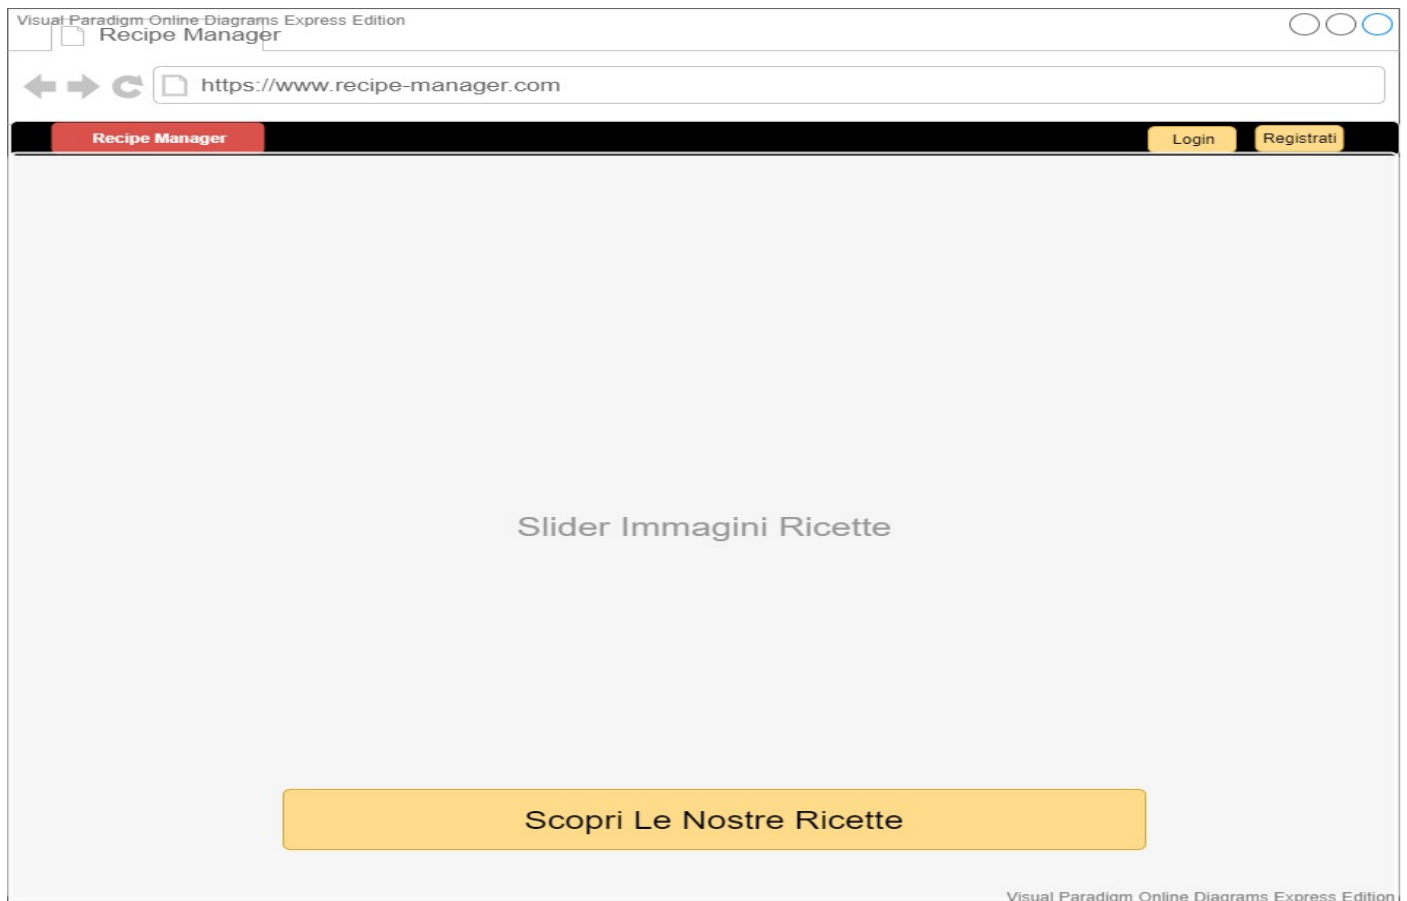 Visual Paradigm Online Diagrams Express Edition
Recipe Manager
https://www.recipe-manager.com
Recipe Manager
Login
Registrati
Slider Immagini Ricette
Scopri Le Nostre Ricette
Visual Paradigm Online Diagrams Express Edition